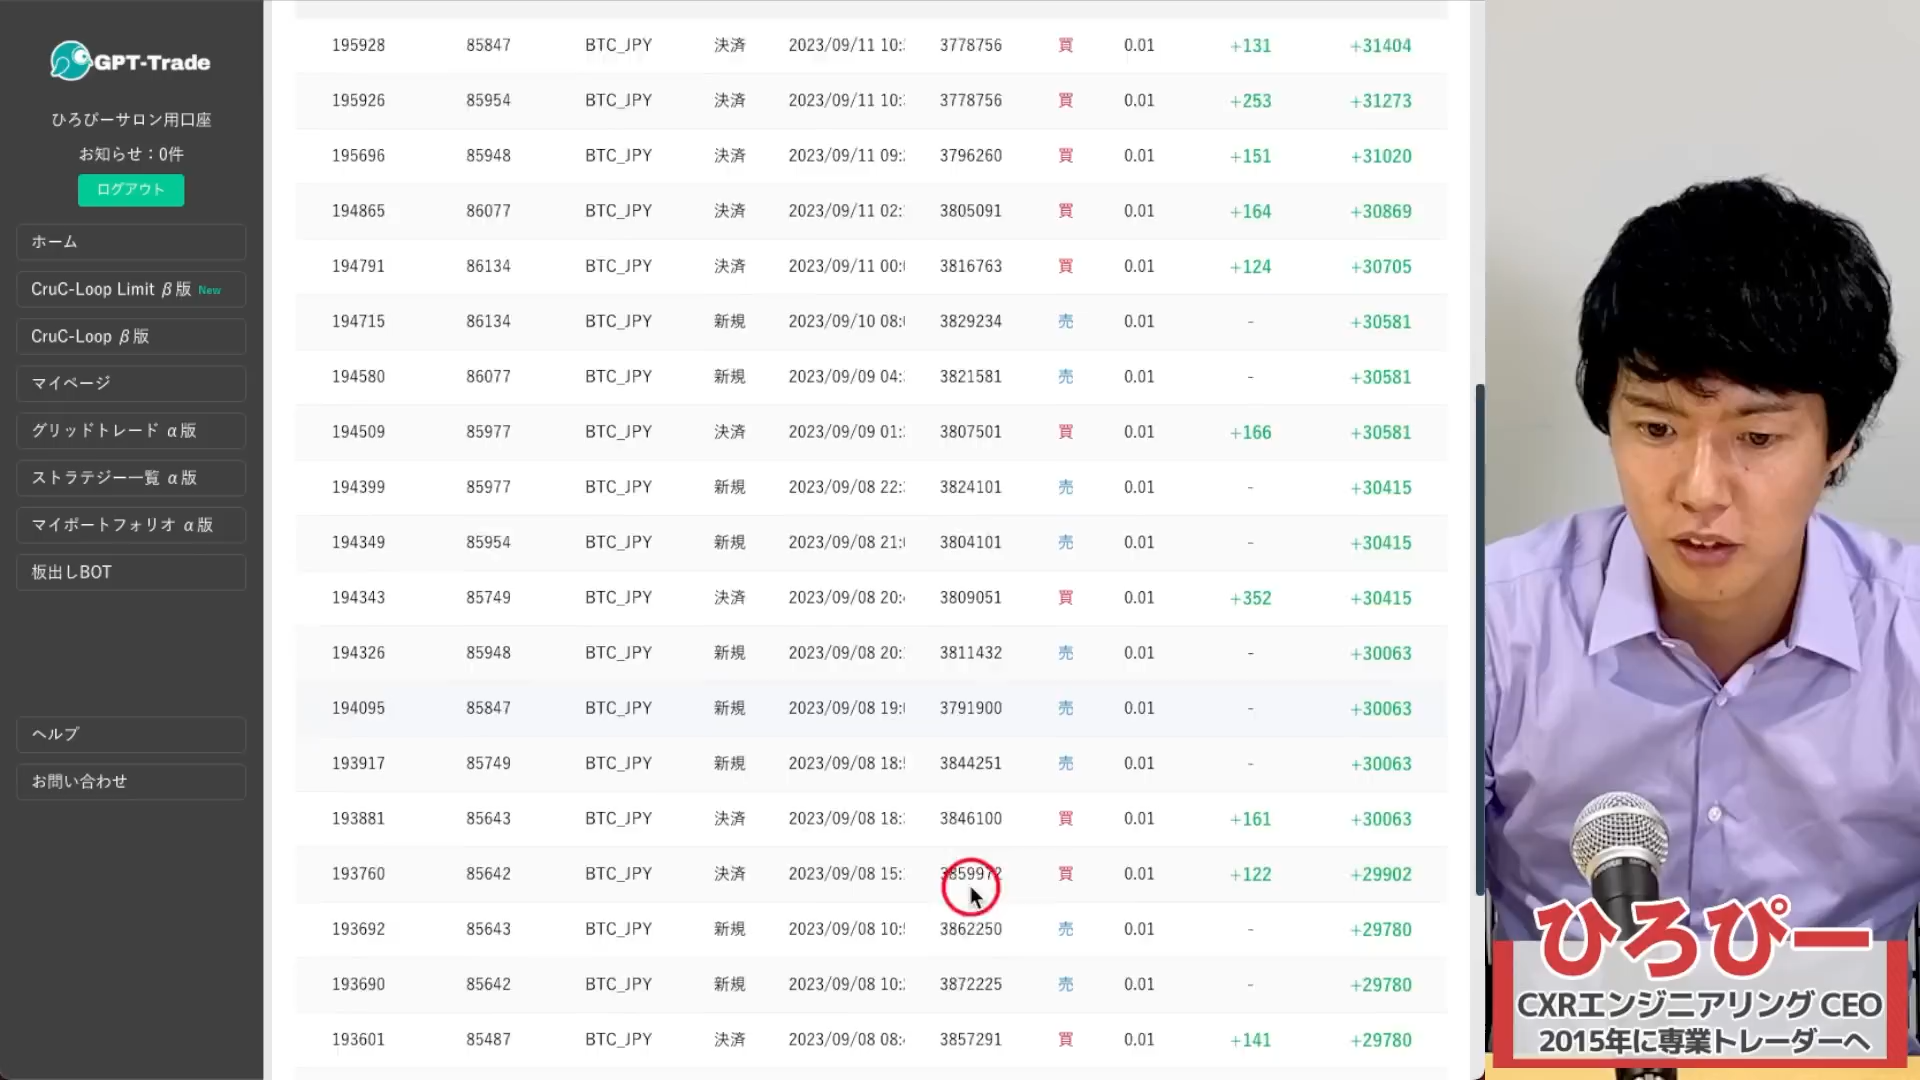 GPT-Trade
ひろぴーサロン用口座
お知らせ：0件
ログアウト
ホーム
CruC-Loop Limit β版 New
CruC-Loop β版
マイページ
グリッドトレード α版
ストラテジー一覧 α版
マイポートフォリオ α版
板出しBOT
ヘルプ
お問い合わせ
195928 85847 BTC_JPY 決済 2023/09/11 10: 3778756 買 0.01 +131 +31404
195926 85954 BTC_JPY 決済 2023/09/11 10: 3778756 買 0.01 +253 +31273
195696 85948 BTC_JPY 決済 2023/09/11 09: 3796260 買 0.01 +151 +31020
194865 86077 BTC_JPY 決済 2023/09/11 02: 3805091 買 0.01 +164 +30869
194791 86134 BTC_JPY 決済 2023/09/11 00: 3816763 買 0.01 +124 +30705
194715 86134 BTC_JPY 新規 2023/09/10 08: 3829234 売 0.01 - +30581
194580 86077 BTC_JPY 新規 2023/09/09 04: 3821581 売 0.01 - +30581
194509 85977 BTC_JPY 決済 2023/09/09 01: 3807501 買 0.01 +166 +30581
194399 85977 BTC_JPY 新規 2023/09/08 22: 3824101 売 0.01 - +30415
194349 85954 BTC_JPY 新規 2023/09/08 21: 3804101 売 0.01 - +30415
194343 85749 BTC_JPY 決済 2023/09/08 20: 3809051 買 0.01 +352 +30415
194326 85948 BTC_JPY 新規 2023/09/08 20: 3811432 売 0.01 - +30063
194095 85847 BTC_JPY 新規 2023/09/08 19: 3791900 売 0.01 - +30063
193917 85749 BTC_JPY 新規 2023/09/08 18: 3844251 売 0.01 - +30063
193881 85643 BTC_JPY 決済 2023/09/08 18: 3846100 買 0.01 +161 +30063
193760 85642 BTC_JPY 決済 2023/09/08 15: 3859972 買 0.01 +122 +29902
193692 85643 BTC_JPY 新規 2023/09/08 10: 3862250 売 0.01 - +29780
193690 85642 BTC_JPY 新規 2023/09/08 10: 3872225 売 0.01 - +29780
193601 85487 BTC_JPY 決済 2023/09/08 08: 3857291 買 0.01 +141 +29780
ひろぴー
CXRエンジニアリング CEO
2015年に専業トレーダーへ